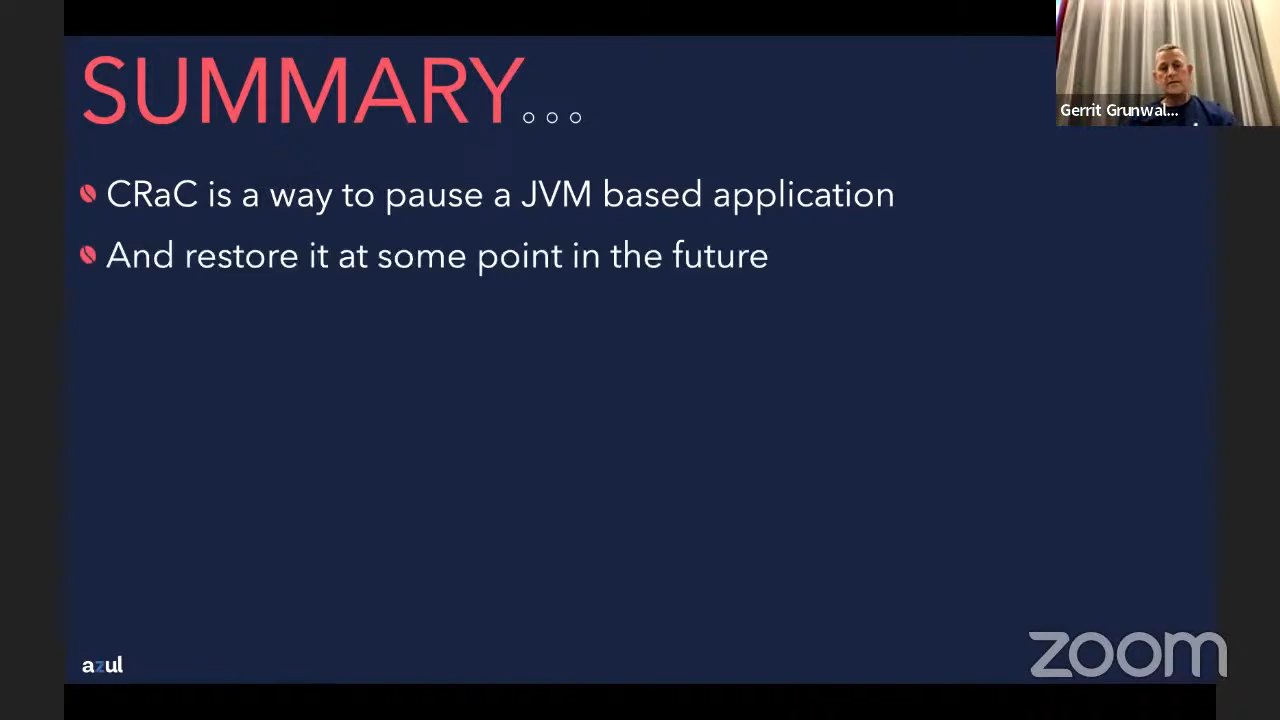 SUMMARY...
Gerrit Grunwal...
CRaC is a way to pause a JVM based application
And restore it at some point in the future
azul
zoom